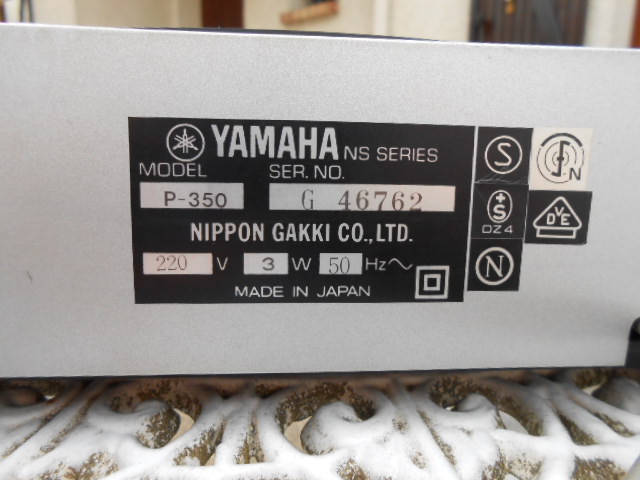 YAMAHA NS SERIES
MODEL SER. NO.
P-350 G 46762
NIPPON GAKKI CO., LTD.
220 V 3 W 50 Hz~
MADE IN JAPAN
S
FN
+S
DZ4
DVE
N